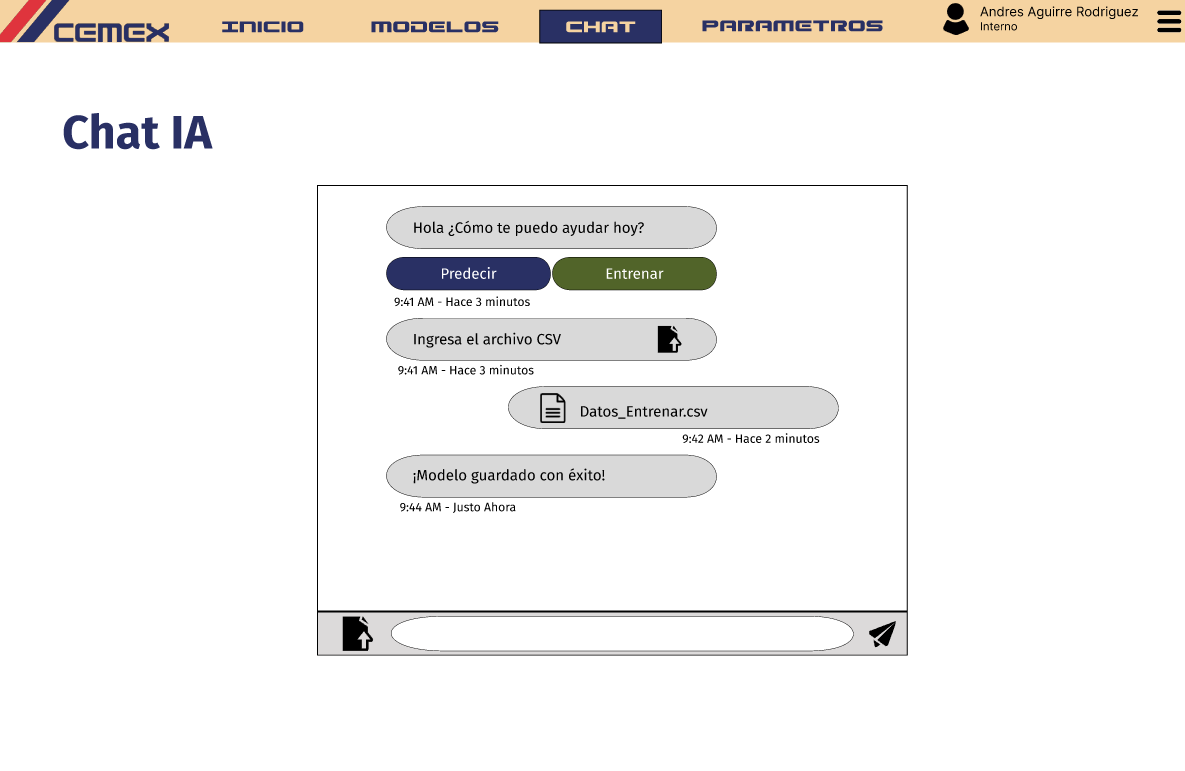 CEMEX
INICIO
MODELOS
CHAT
PARAMETROS
Andres Aguirre Rodriguez
Interno
Chat IA
Hola ¿Cómo te puedo ayudar hoy?
Predecir
Entrenar
9:41 AM - Hace 3 minutos
Ingresa el archivo CSV
9:41 AM - Hace 3 minutos
Datos_Entrenar.csv
9:42 AM - Hace 2 minutos
¡Modelo guardado con éxito!
9:44 AM - Justo Ahora